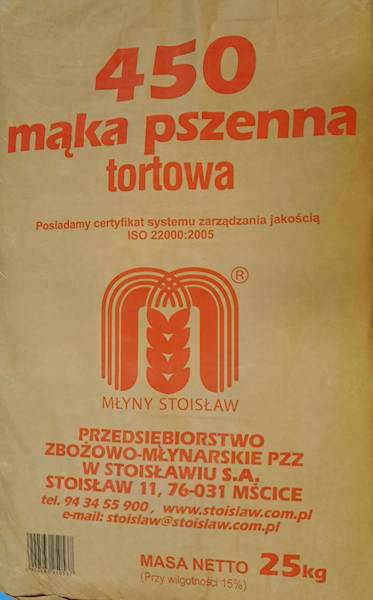 450
mąka pszenna
tortowa
Posiadamy certyfikat systemu zarządzania jakością
ISO 22000:2005
®
MŁYNY STOISŁAW
PRZEDSIĘBIORSTWO
ZBOŻOWO-MŁYNARSKIE PZZ
W STOISŁAWIU S.A.
STOISŁAW 11, 76-031 MŚCICE
tel. 94 34 55 900, www.stoislaw.com.pl
e-mail: stoislaw@stoislaw.com.pl
MASA NETTO 25kg
(Przy wilgotności 15%)